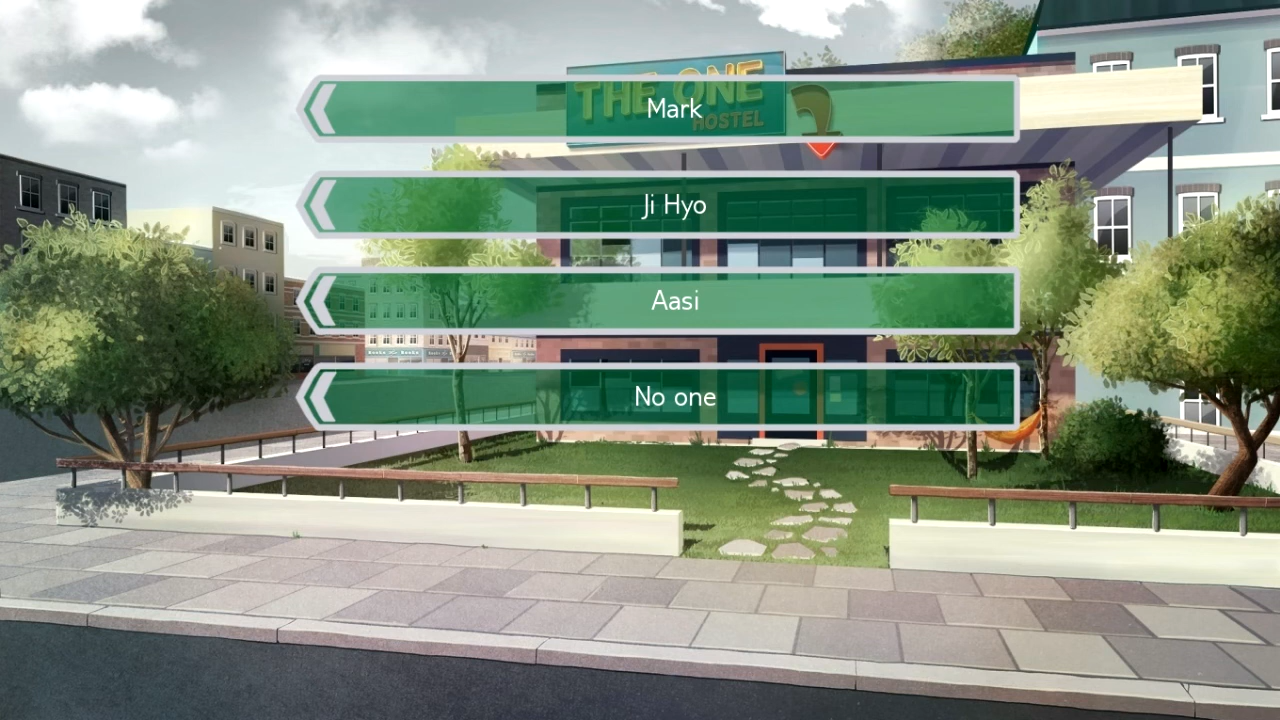 THE ONE
HOSTEL
Mark
Ji Hyo
Aasi
No one